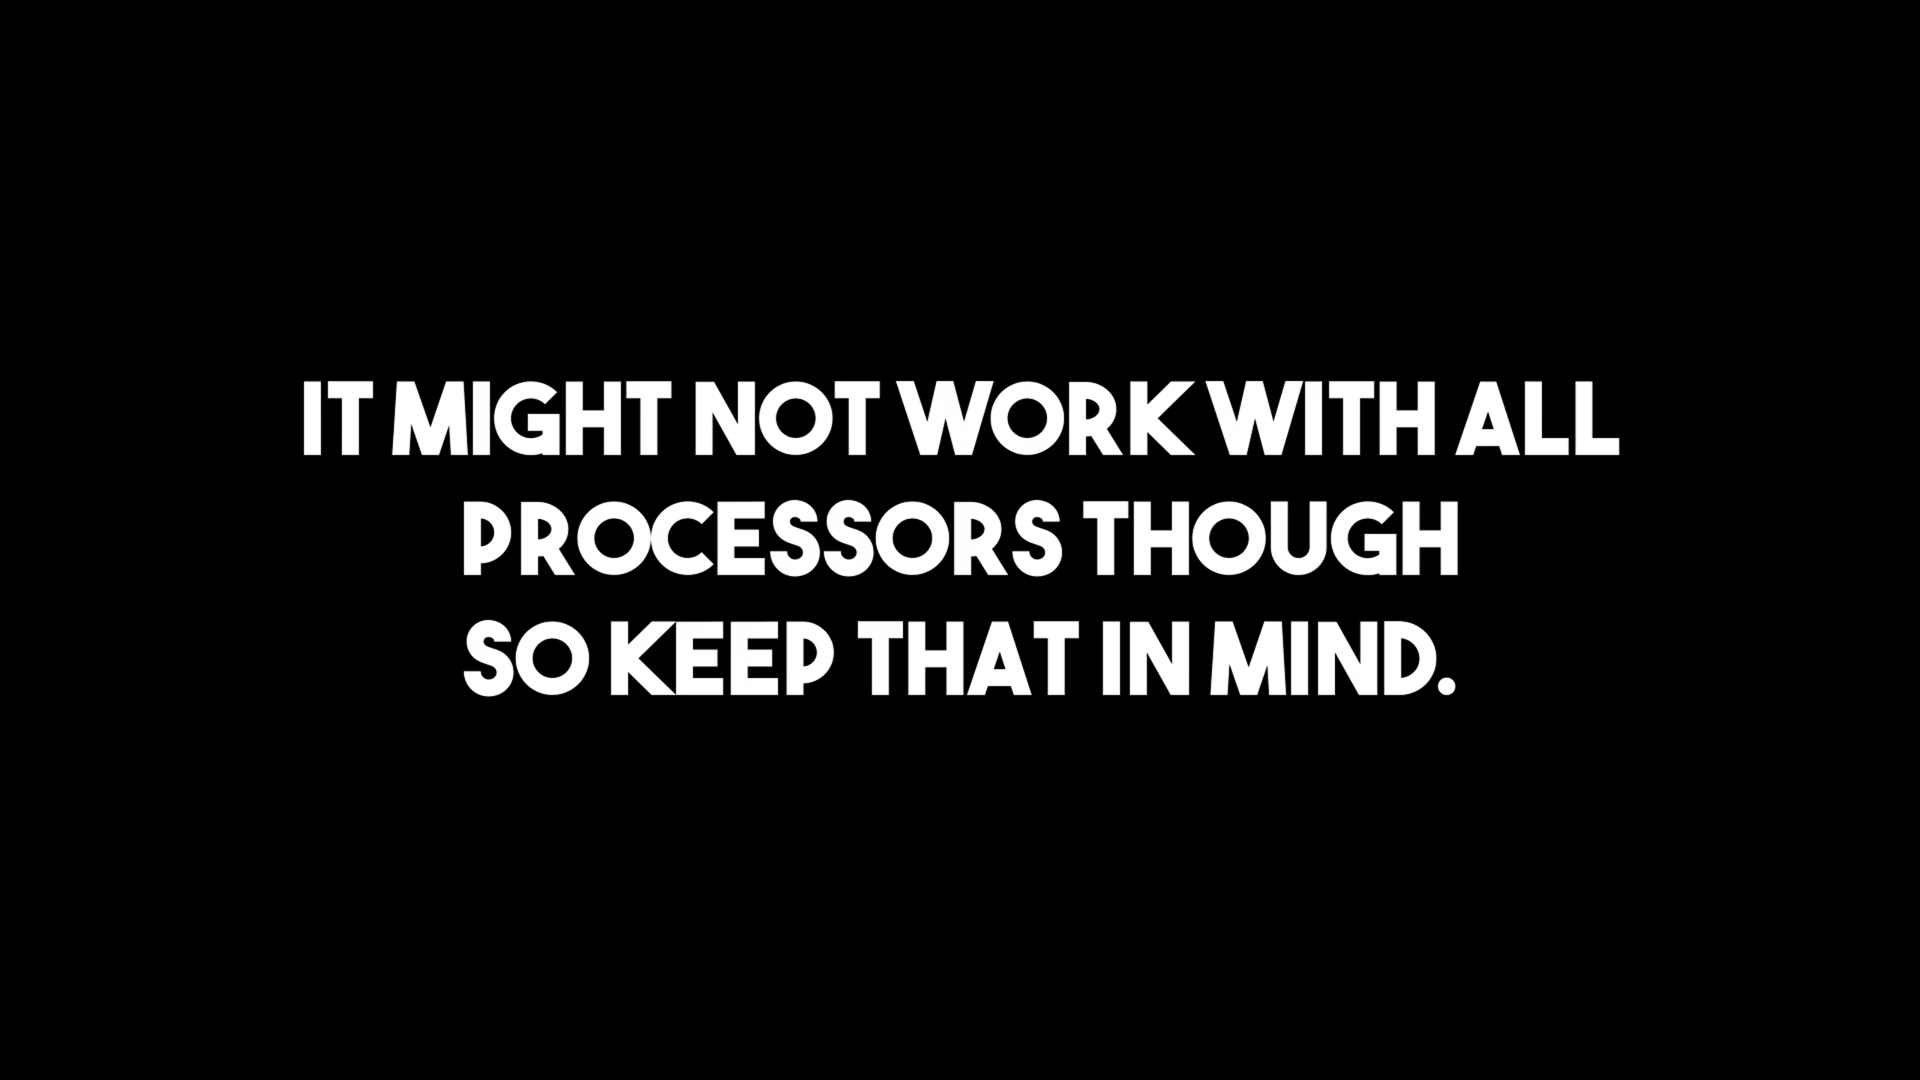 IT MIGHT NOT WORK WITH ALL
PROCESSORS THOUGH
SO KEEP THAT IN MIND.